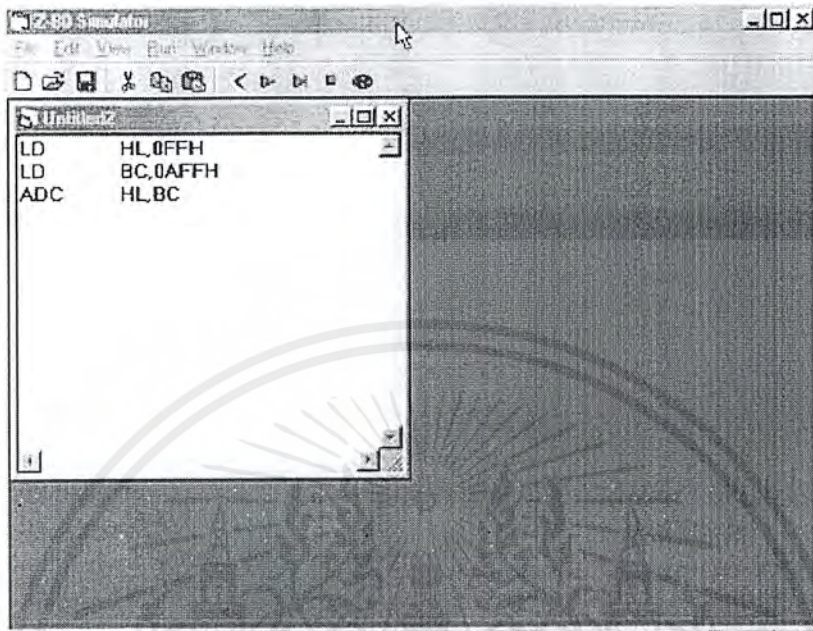 Z-80 Simulator
File Edit View Run Window Help
Untitled2
LD HL,0FFH
LD BC,0AFFH
ADC HL,BC